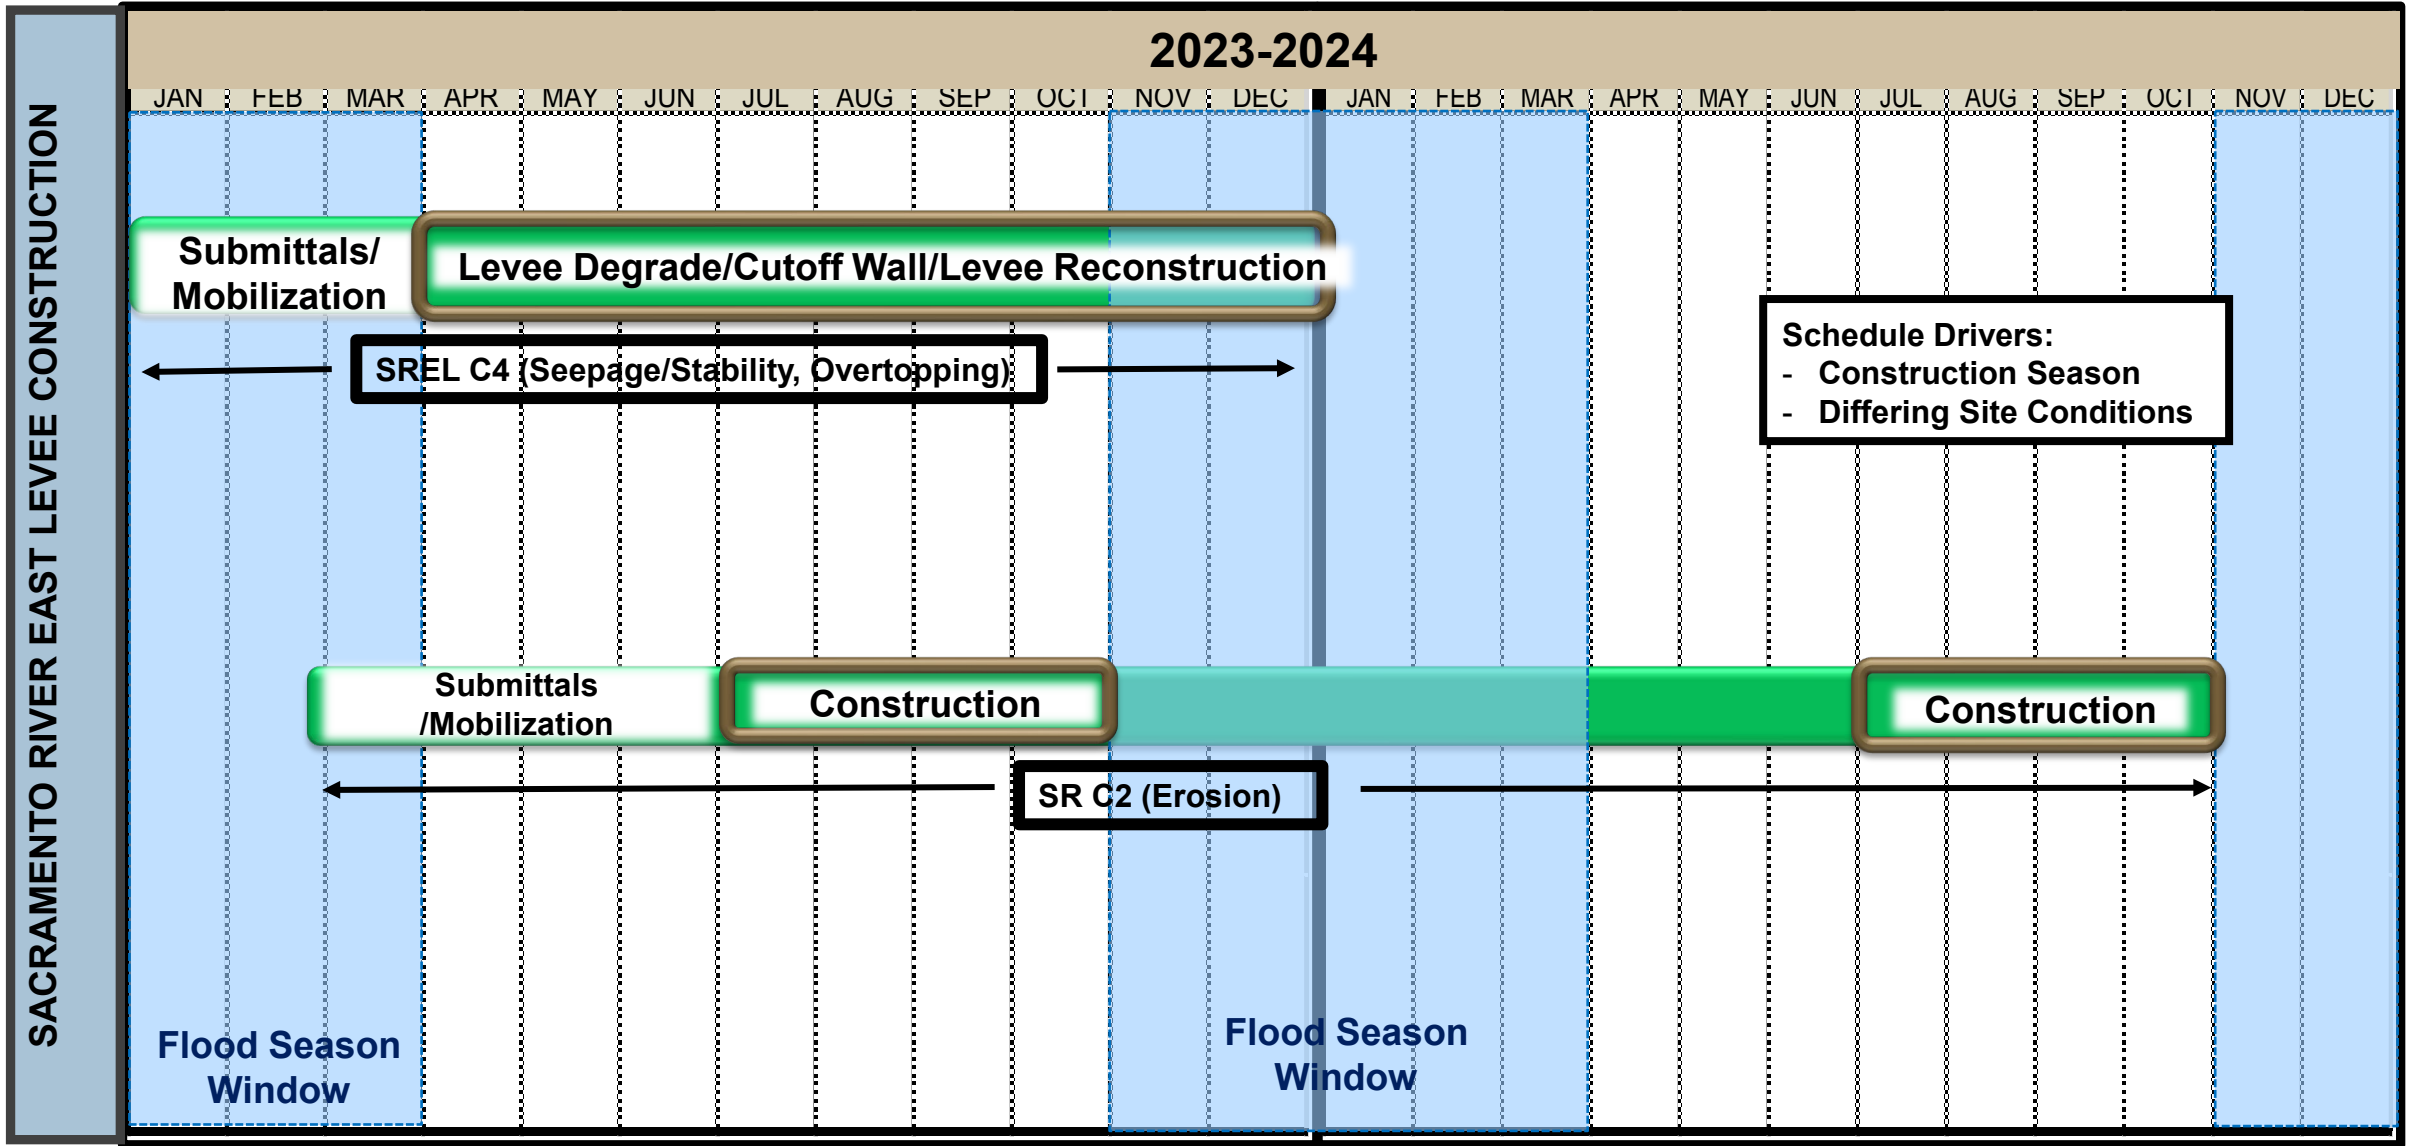 SACRAMENTO RIVER EAST LEVEE CONSTRUCTION
2023-2024
JAN FEB MAR APR MAY JUN JUL AUG SEP OCT NOV DEC JAN FEB MAR APR MAY JUN JUL AUG SEP OCT NOV DEC
Submittals/
Mobilization
Levee Degrade/Cutoff Wall/Levee Reconstruction
SREL C4 (Seepage/Stability, Overtopping)
Schedule Drivers:
- Construction Season
- Differing Site Conditions
Submittals
/Mobilization
Construction
Construction
SR C2 (Erosion)
Flood Season
Window
Flood Season
Window